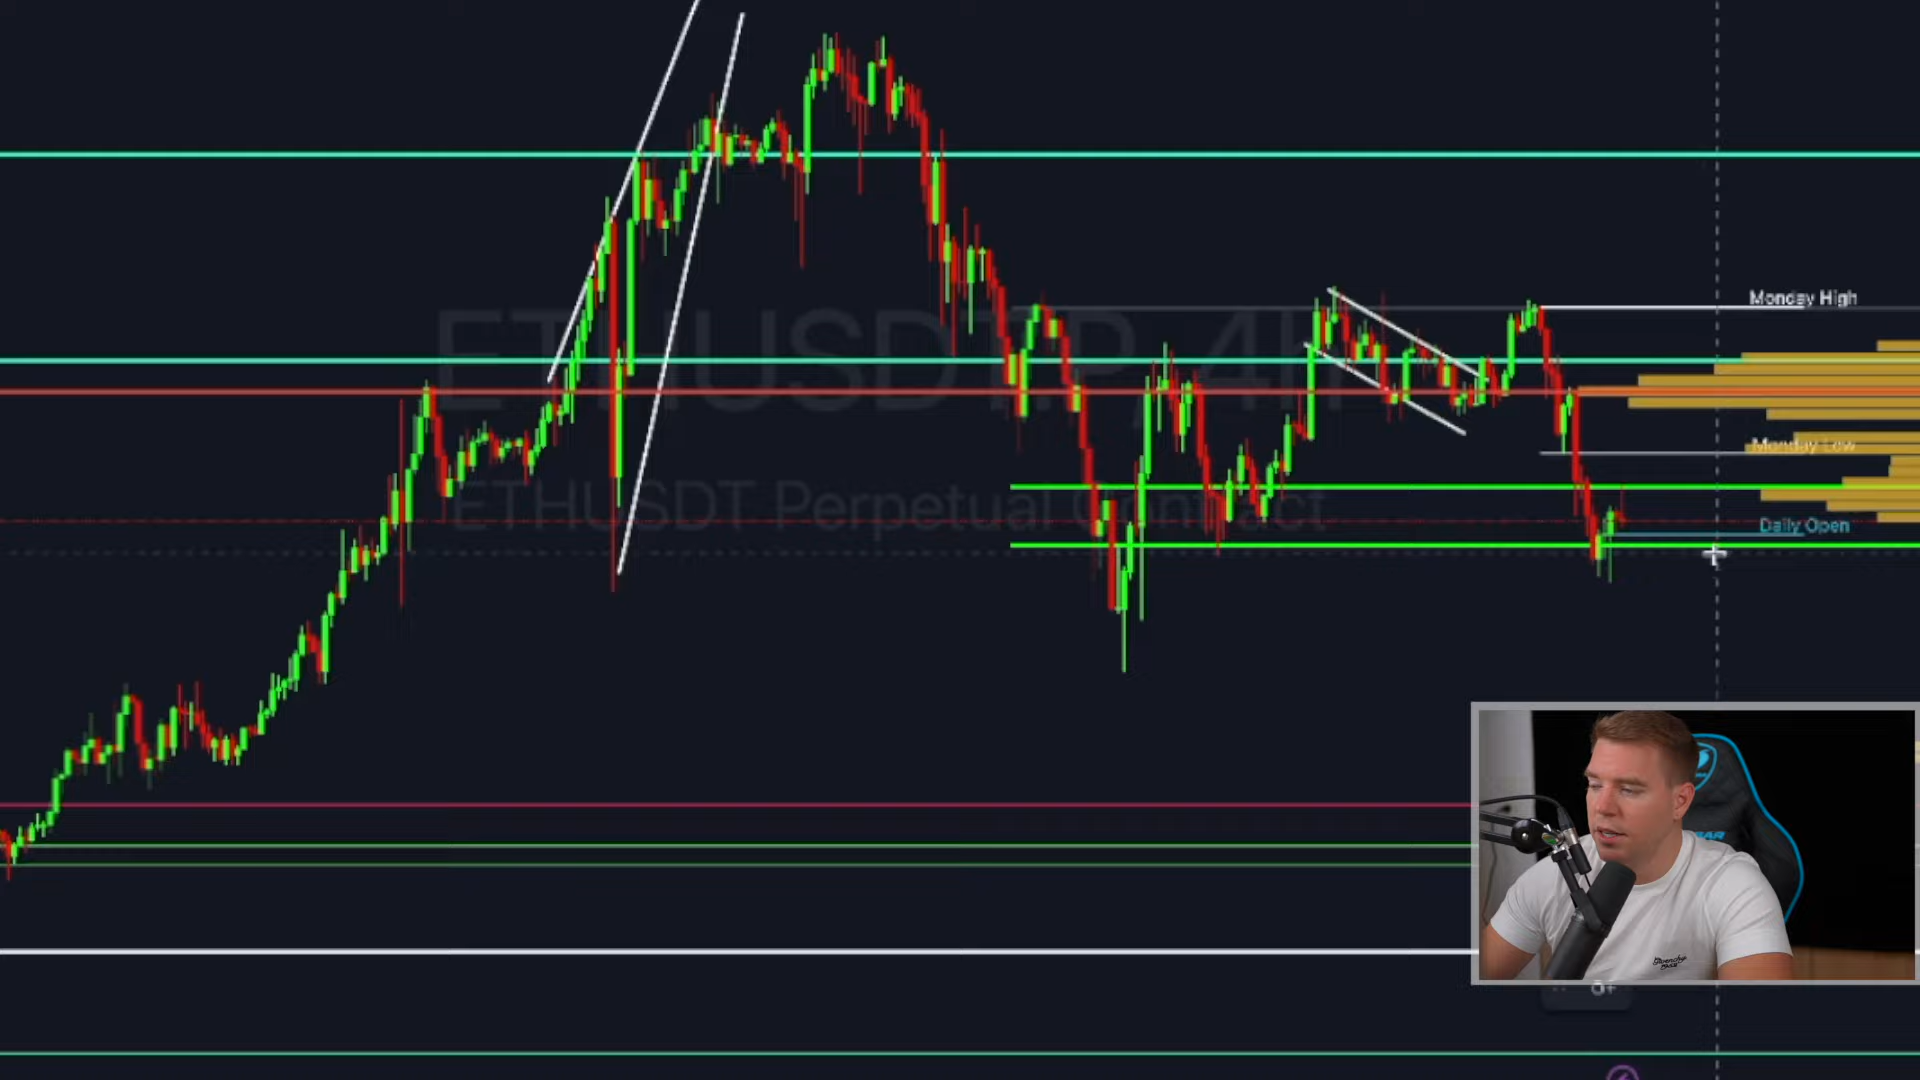 ETHUSDT.P, 4h
ETHUSDT Perpetual Contract
Monday High
Monday Low
Daily Open